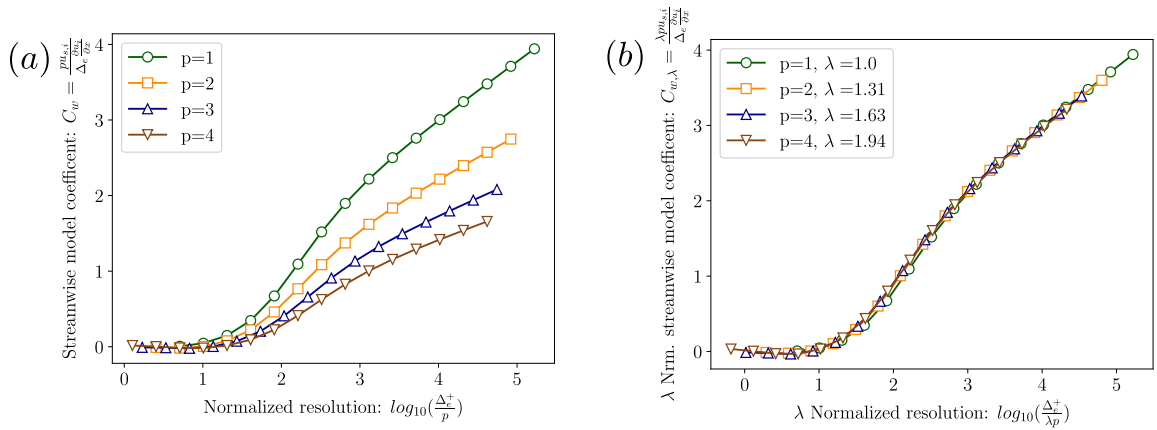 (a)
Streamwise model coefficient: $C_w = \frac{pu_{s,i}}{\Delta_e \frac{\partial u_i}{\partial x}}$
4
3
2
1
0
p=1
p=2
p=3
p=4
0 1 2 3 4 5
Normalized resolution: $log_{10}(\frac{\Delta_e^+}{p})$
(b)
λ Nrm. streamwise model coefficent: $C_{w,\lambda} = \frac{\lambda pu_{s,i}}{\Delta_e \frac{\partial u_i}{\partial x}}$
4
3
2
1
0
p=1, λ =1.0
p=2, λ =1.31
p=3, λ =1.63
p=4, λ =1.94
0 1 2 3 4 5
λ Normalized resolution: $log_{10}(\frac{\Delta_e^+}{\lambda p})$